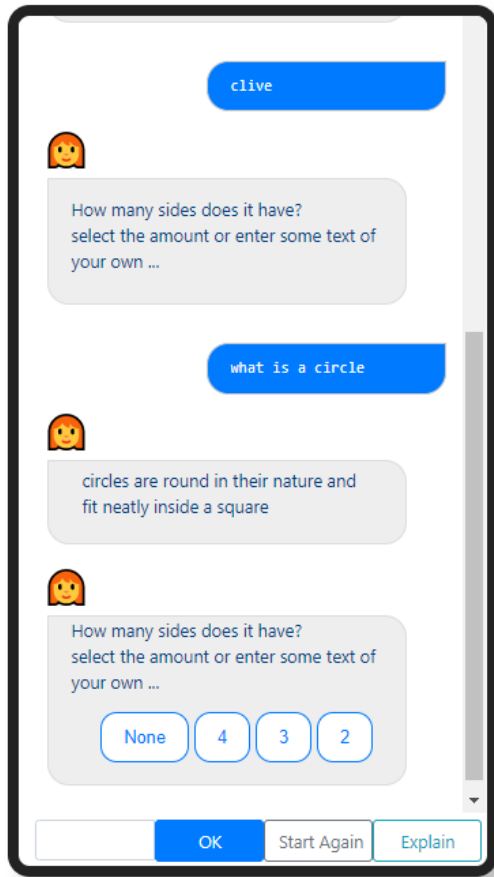 clive
How many sides does it have?
select the amount or enter some text of
your own ...
what is a circle
circles are round in their nature and
fit neatly inside a square
How many sides does it have?
select the amount or enter some text of
your own ...
None 4 3 2
OK Start Again Explain